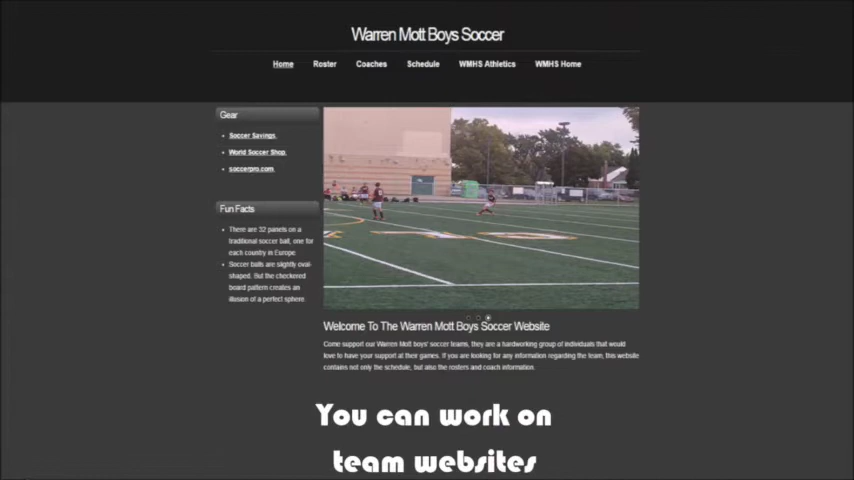 Warren Mott Boys Soccer
Home Roster Coaches Schedule WMHS Athletics WMHS Home
Gear
Soccer Savings
World Soccer Shop
soccerpro.com
Fun Facts
There are 32 panels on a
traditional soccer ball, one for
each country in Europe.
Soccer balls are slightly oval-
shaped. But the checkered
board pattern creates an
illusion of a perfect sphere.
Welcome To The Warren Mott Boys Soccer Website
Come support our Warren Mott boys' soccer teams, they are a hardworking group of individuals that would
love to have your support at their games. If you are looking for any information regarding the team, this website
contains not only the schedule, but also the rosters and coach information.
You can work on
team websites